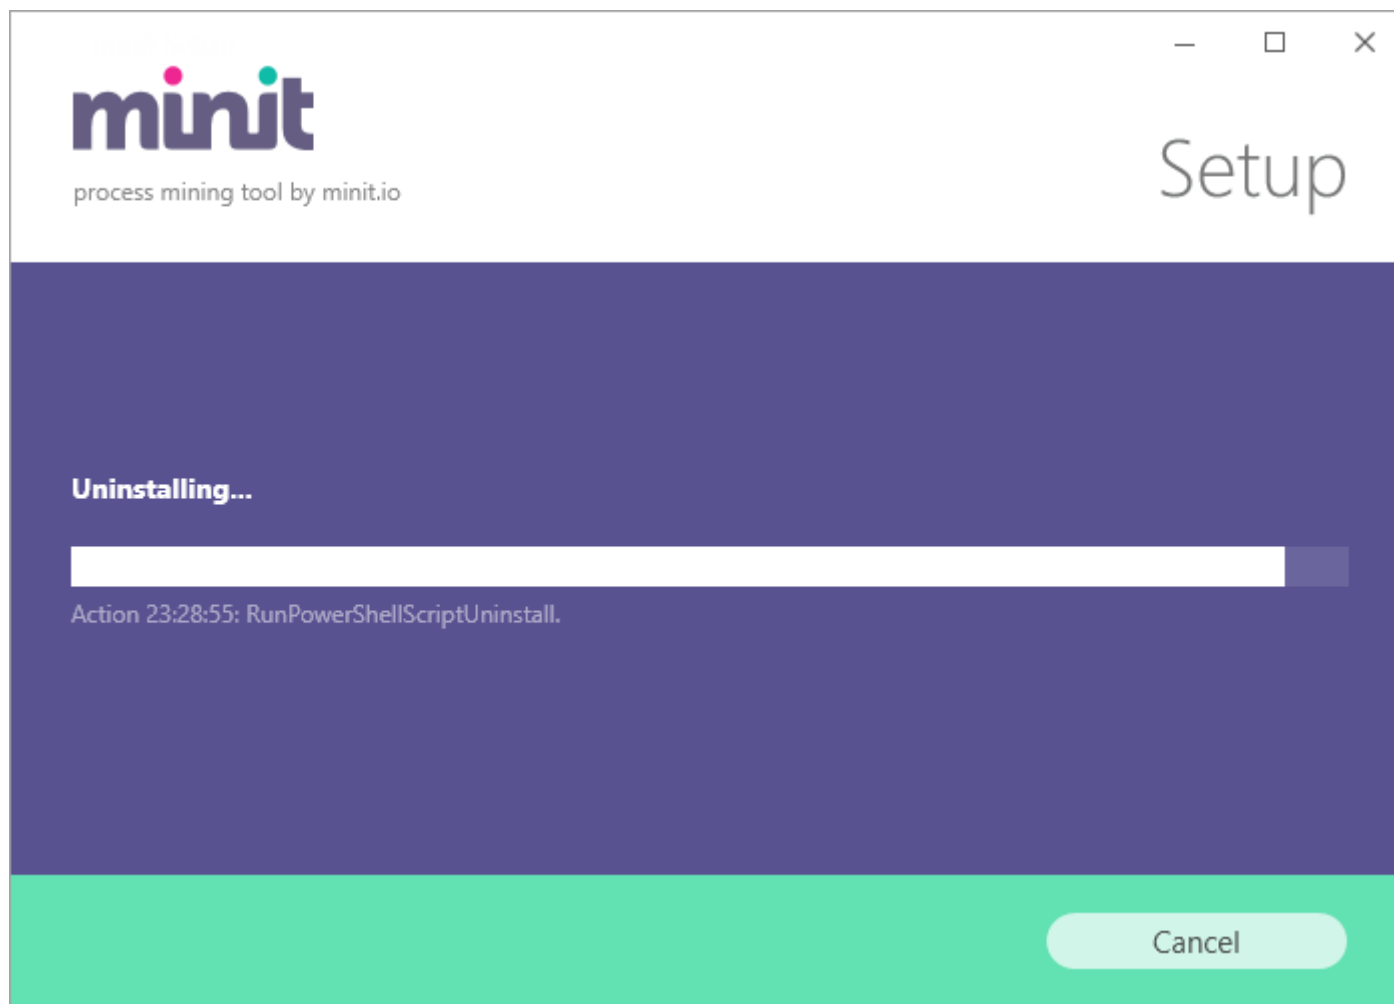 minit
process mining tool by minit.io
Setup
Uninstalling...
Action 23:28:55: RunPowerShellScriptUninstall.
Cancel